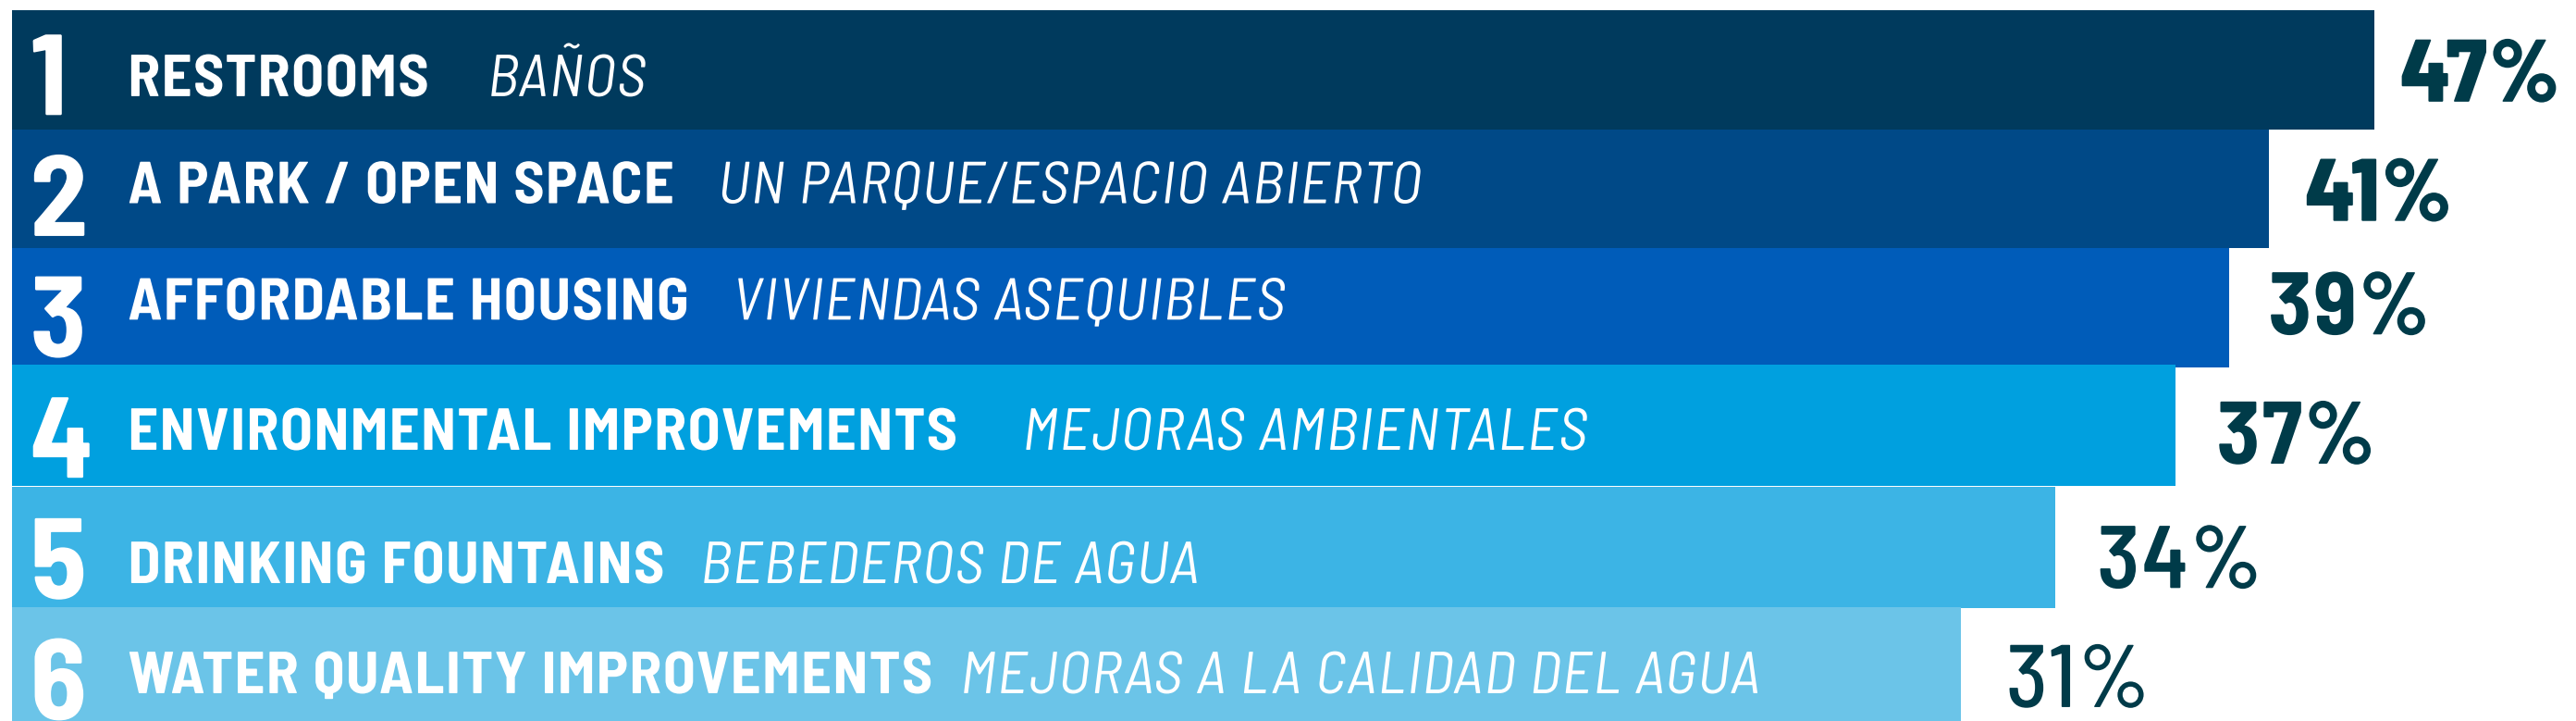 1 RESTROOMS BAÑOS 47%
2 A PARK / OPEN SPACE UN PARQUE/ESPACIO ABIERTO 41%
3 AFFORDABLE HOUSING VIVIENDAS ASEQUIBLES 39%
4 ENVIRONMENTAL IMPROVEMENTS MEJORAS AMBIENTALES 37%
5 DRINKING FOUNTAINS BEBEDEROS DE AGUA 34%
6 WATER QUALITY IMPROVEMENTS MEJORAS A LA CALIDAD DEL AGUA 31%